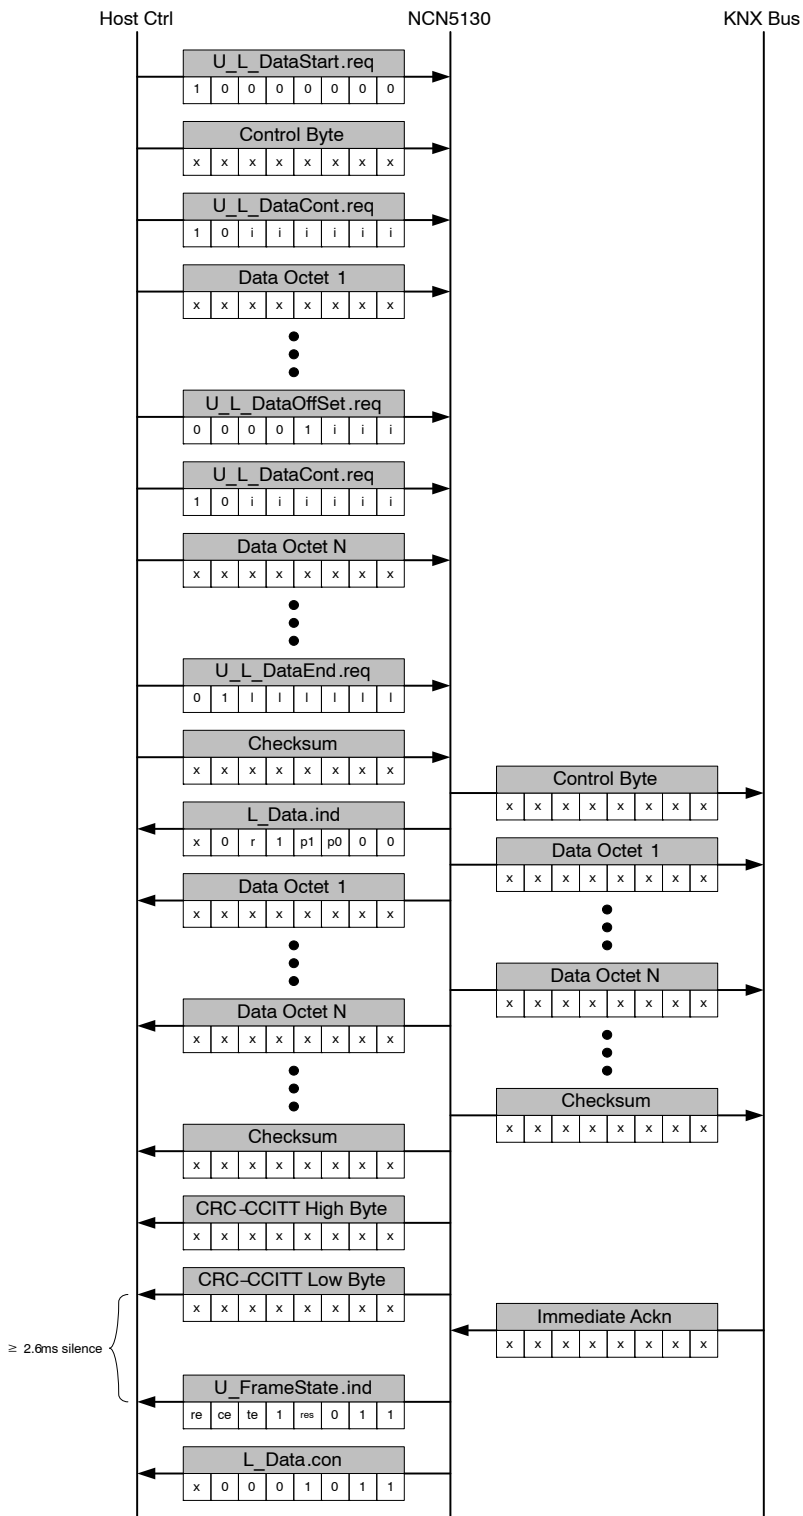 Host Ctrl NCN5130 KNX Bus
U_L_DataStart.req
1 0 0 0 0 0 0 0
Control Byte
x x x x x x x x
U_L_DataCont.req
1 0 i i i i i i
Data Octet 1
x x x x x x x x
U_L_DataOffSet.req
0 0 0 0 1 i i i
U_L_DataCont.req
1 0 i i i i i i
Data Octet N
x x x x x x x x
U_L_DataEnd.req
0 1 l l l l l l
Checksum
x x x x x x x x
Control Byte
x x x x x x x x
L_Data.ind
x 0 r 1 p1 p0 0 0
Data Octet 1
x x x x x x x x
Data Octet 1
x x x x x x x x
Data Octet N
x x x x x x x x
Data Octet N
x x x x x x x x
Checksum
x x x x x x x x
Checksum
x x x x x x x x
CRC-CCITT High Byte
x x x x x x x x
CRC-CCITT Low Byte
x x x x x x x x
Immediate Ackn
x x x x x x x x
≥ 2.6ms silence
U_FrameState.ind
re ce te 1 res 0 1 1
L_Data.con
x 0 0 0 1 0 1 1